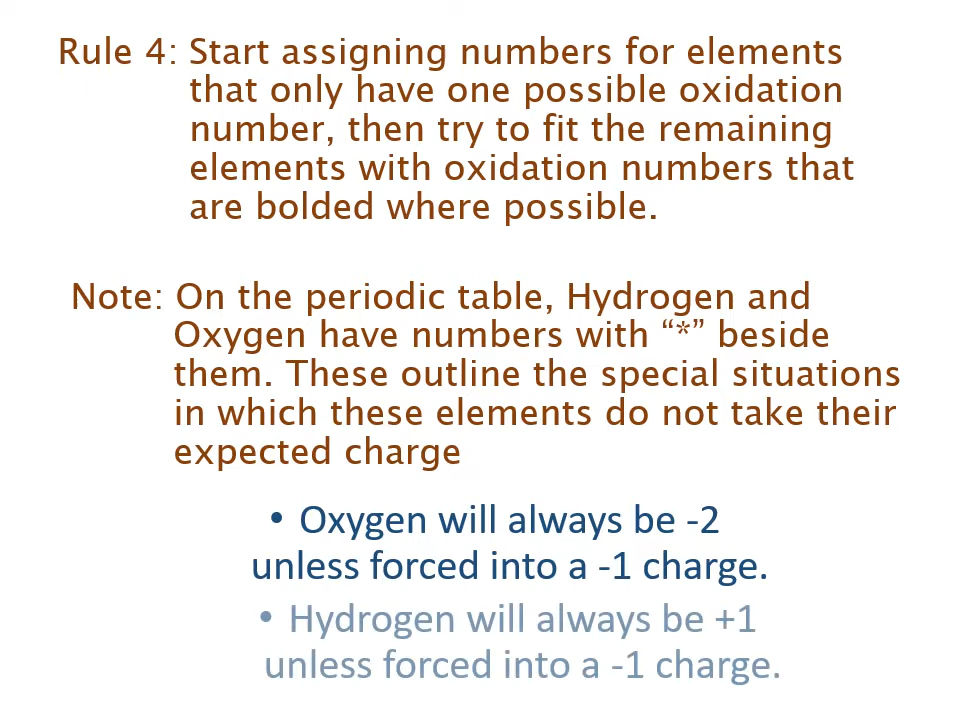 Rule 4: Start assigning numbers for elements
that only have one possible oxidation
number, then try to fit the remaining
elements with oxidation numbers that
are bolded where possible.
Note: On the periodic table, Hydrogen and
Oxygen have numbers with “*” beside
them. These outline the special situations
in which these elements do not take their
expected charge
• Oxygen will always be -2
unless forced into a -1 charge.
• Hydrogen will always be +1
unless forced into a -1 charge.